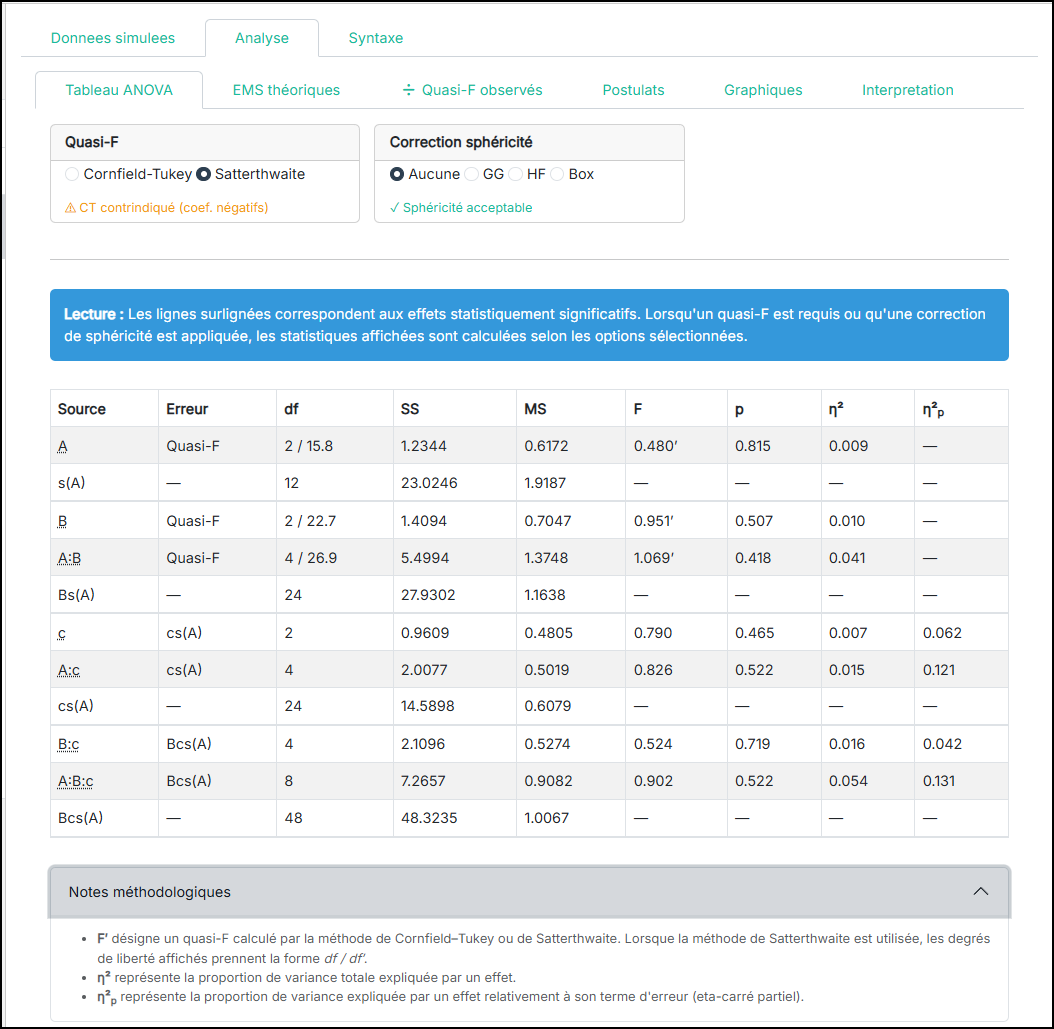 Donnees simulees Analyse Syntaxe
Tableau ANOVA EMS théoriques ÷ Quasi-F observés Postulats Graphiques Interpretation
Quasi-F
Cornfield-Tukey Satterthwaite
⚠ CT contrindiqué (coef. négatifs)
Correction sphéricité
Aucune GG HF Box
✓ Sphéricité acceptable
Lecture : Les lignes surlignées correspondent aux effets statistiquement significatifs. Lorsqu'un quasi-F est requis ou qu'une correction
de sphéricité est appliquée, les statistiques affichées sont calculées selon les options sélectionnées.
Source Erreur df SS MS F p η² η²p
A Quasi-F 2 / 15.8 1.2344 0.6172 0.480′ 0.815 0.009 —
s(A) — 12 23.0246 1.9187 — — — —
B Quasi-F 2 / 22.7 1.4094 0.7047 0.951′ 0.507 0.010 —
A:B Quasi-F 4 / 26.9 5.4994 1.3748 1.069′ 0.418 0.041 —
Bs(A) — 24 27.9302 1.1638 — — — —
c cs(A) 2 0.9609 0.4805 0.790 0.465 0.007 0.062
A:c cs(A) 4 2.0077 0.5019 0.826 0.522 0.015 0.121
cs(A) — 24 14.5898 0.6079 — — — —
B:c Bcs(A) 4 2.1096 0.5274 0.524 0.719 0.016 0.042
A:B:c Bcs(A) 8 7.2657 0.9082 0.902 0.522 0.054 0.131
Bcs(A) — 48 48.3235 1.0067 — — — —
Notes méthodologiques
• F′ désigne un quasi-F calculé par la méthode de Cornfield–Tukey ou de Satterthwaite. Lorsque la méthode de Satterthwaite est utilisée, les degrés
de liberté affichés prennent la forme df / df′.
• η² représente la proportion de variance totale expliquée par un effet.
• η²p représente la proportion de variance expliquée par un effet relativement à son terme d'erreur (eta-carré partiel).